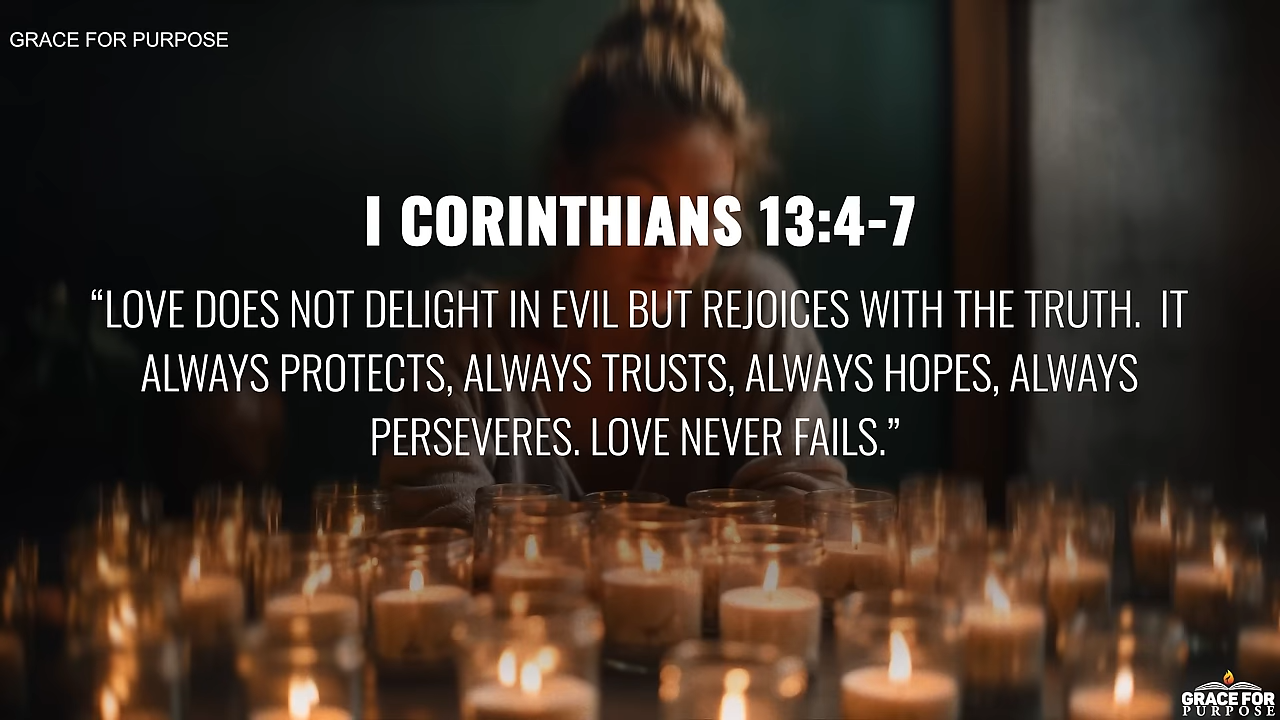 GRACE FOR PURPOSE
I CORINTHIANS 13:4-7
“LOVE DOES NOT DELIGHT IN EVIL BUT REJOICES WITH THE TRUTH.  IT
ALWAYS PROTECTS, ALWAYS TRUSTS, ALWAYS HOPES, ALWAYS
PERSEVERES. LOVE NEVER FAILS.”
GRACE FOR
PURPOSE